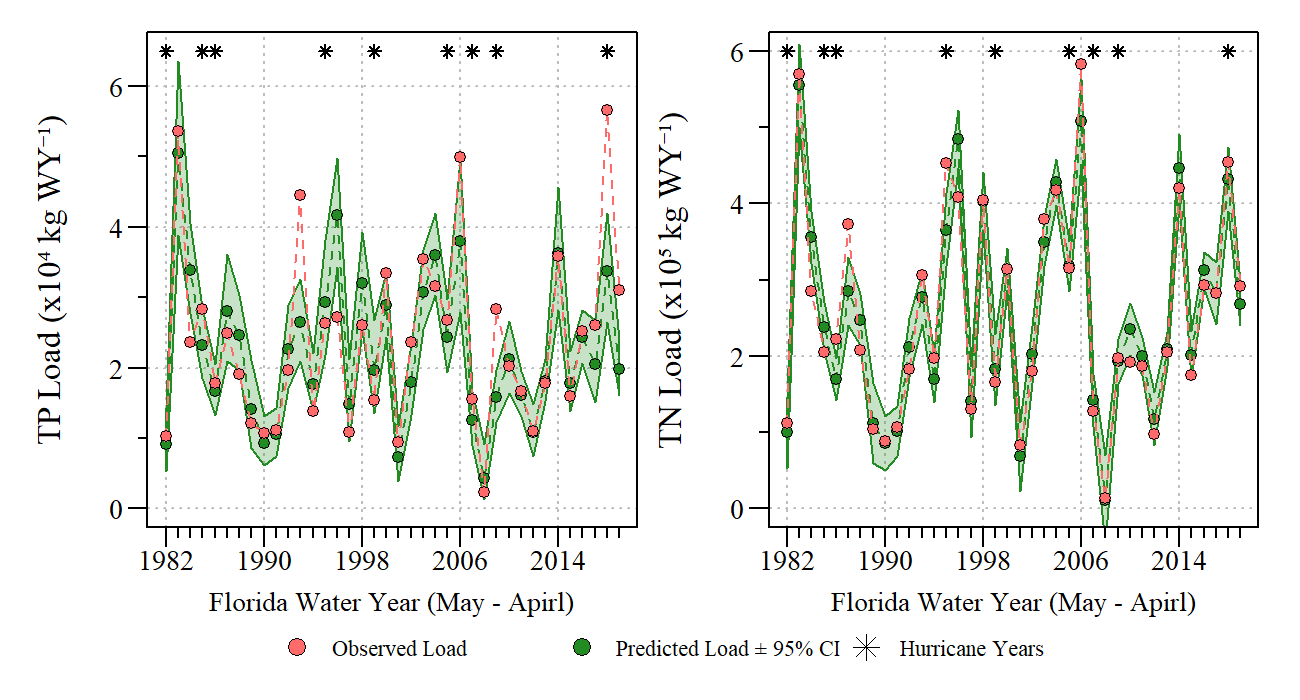 TP Load (x10⁴ kg WY⁻¹)
6
4
2
0
1982 1990 1998 2006 2014
Florida Water Year (May - Apirl)
TN Load (x10⁵ kg WY⁻¹)
6
4
2
0
1982 1990 1998 2006 2014
Florida Water Year (May - Apirl)
Observed Load Predicted Load ± 95% CI Hurricane Years